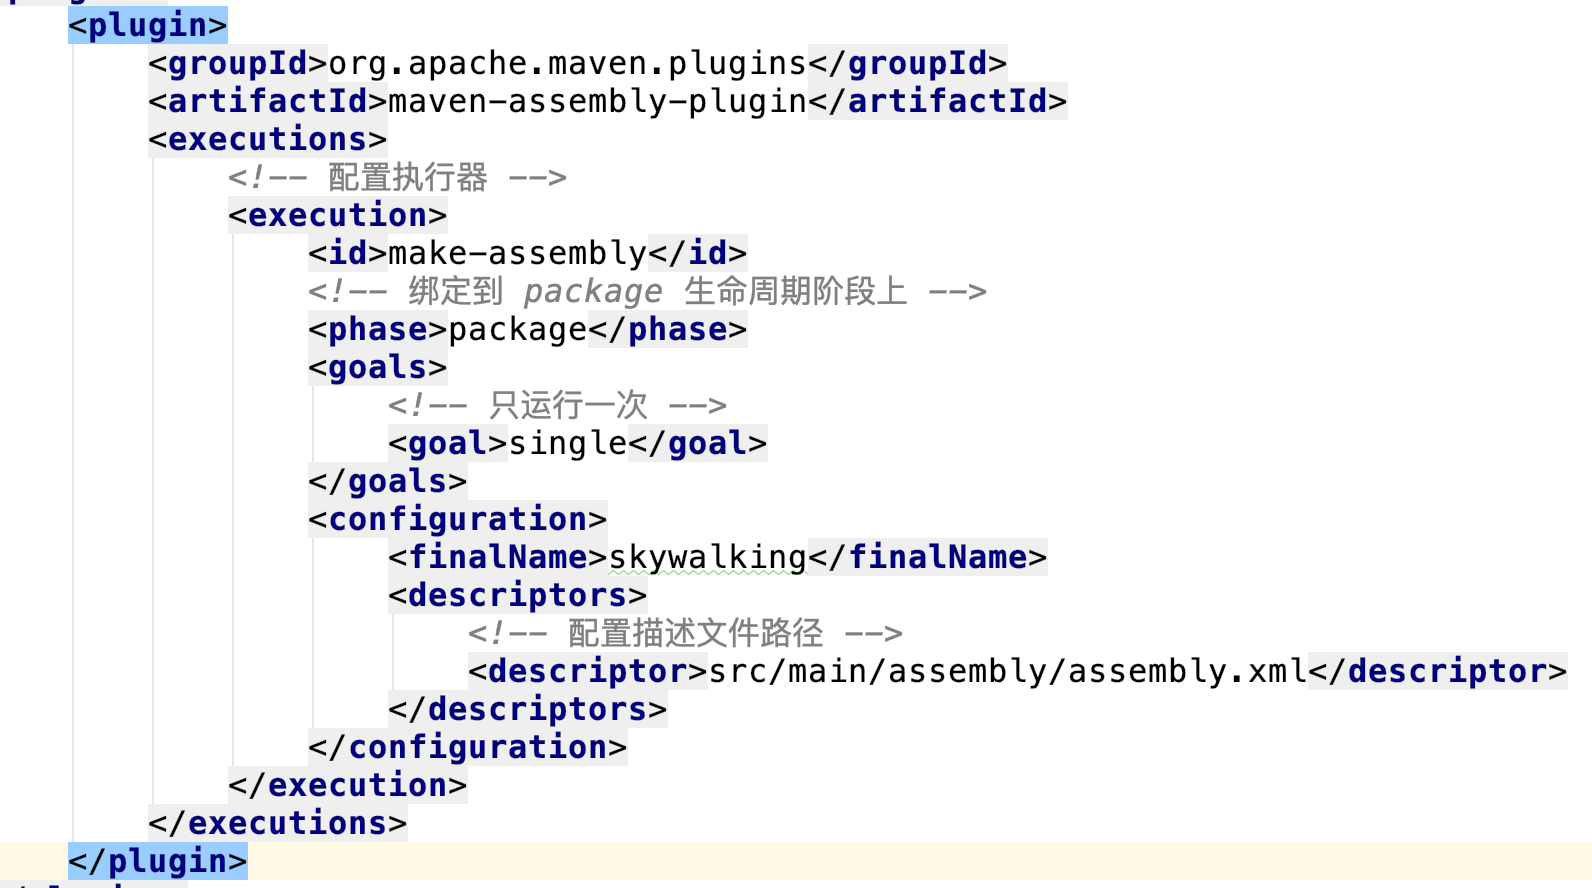 <plugin>
<groupId>org.apache.maven.plugins</groupId>
<artifactId>maven-assembly-plugin</artifactId>
<executions>
<!-- 配置执行器 -->
<execution>
<id>make-assembly</id>
<!-- 绑定到 package 生命周期阶段上 -->
<phase>package</phase>
<goals>
<!-- 只运行一次 -->
<goal>single</goal>
</goals>
<configuration>
<finalName>skywalking</finalName>
<descriptors>
<!-- 配置描述文件路径 -->
<descriptor>src/main/assembly/assembly.xml</descriptor>
</descriptors>
</configuration>
</execution>
</executions>
</plugin>